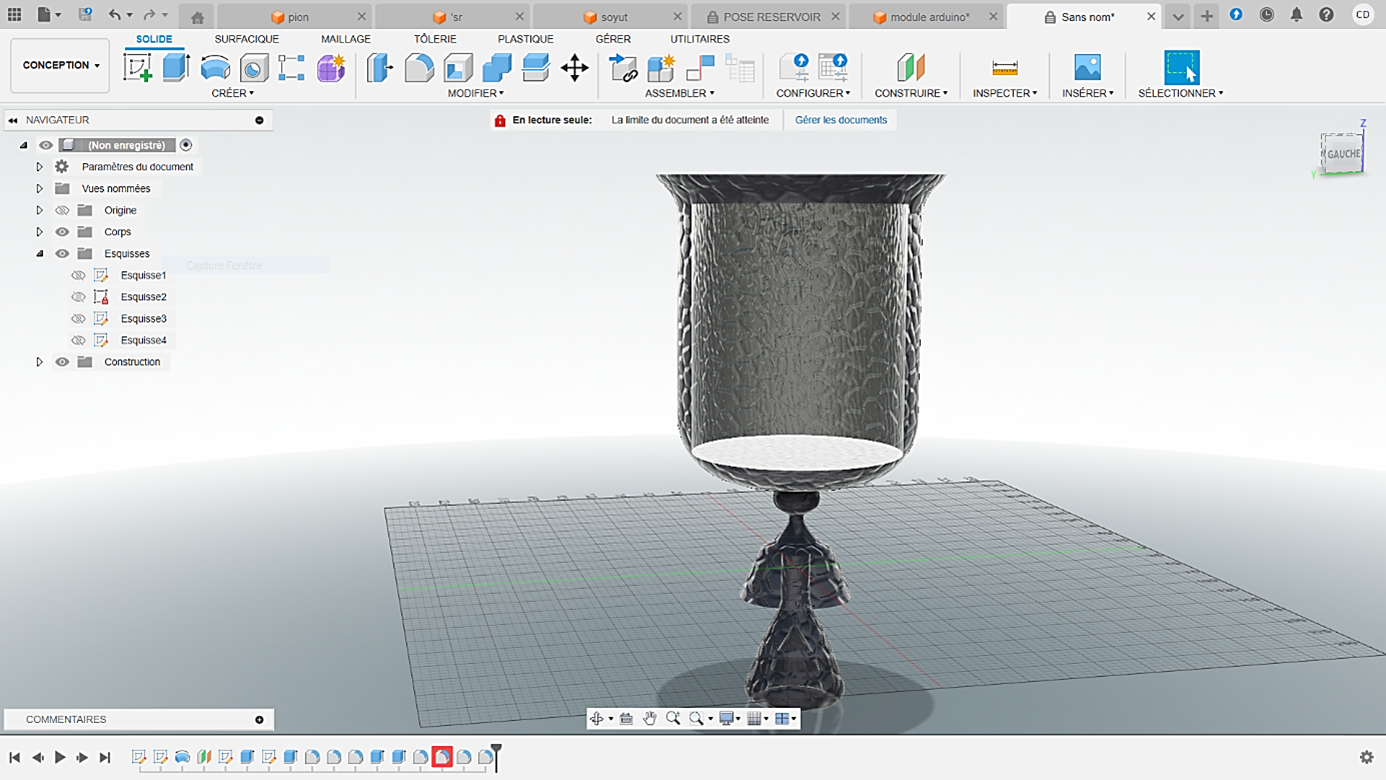 pion
'sr
soyut
POSE RESERVOIR
module arduino*
Sans nom*
CD
CONCEPTION
SOLIDE
SURFACIQUE
MAILLAGE
TÔLERIE
PLASTIQUE
GÉRER
UTILITAIRES
CRÉER
MODIFIER
ASSEMBLER
CONFIGURER
CONSTRUIRE
INSPECTER
INSÉRER
SÉLECTIONNER
NAVIGATEUR
En lecture seule: La limite du document a été atteinte Gérer les documents
Z
GAUCHE
Y
(Non enregistré)
Paramètres du document
Vues nommées
Origine
Corps
Esquisses
Capture Fenêtre
Esquisse1
Esquisse2
Esquisse3
Esquisse4
Construction
COMMENTAIRES